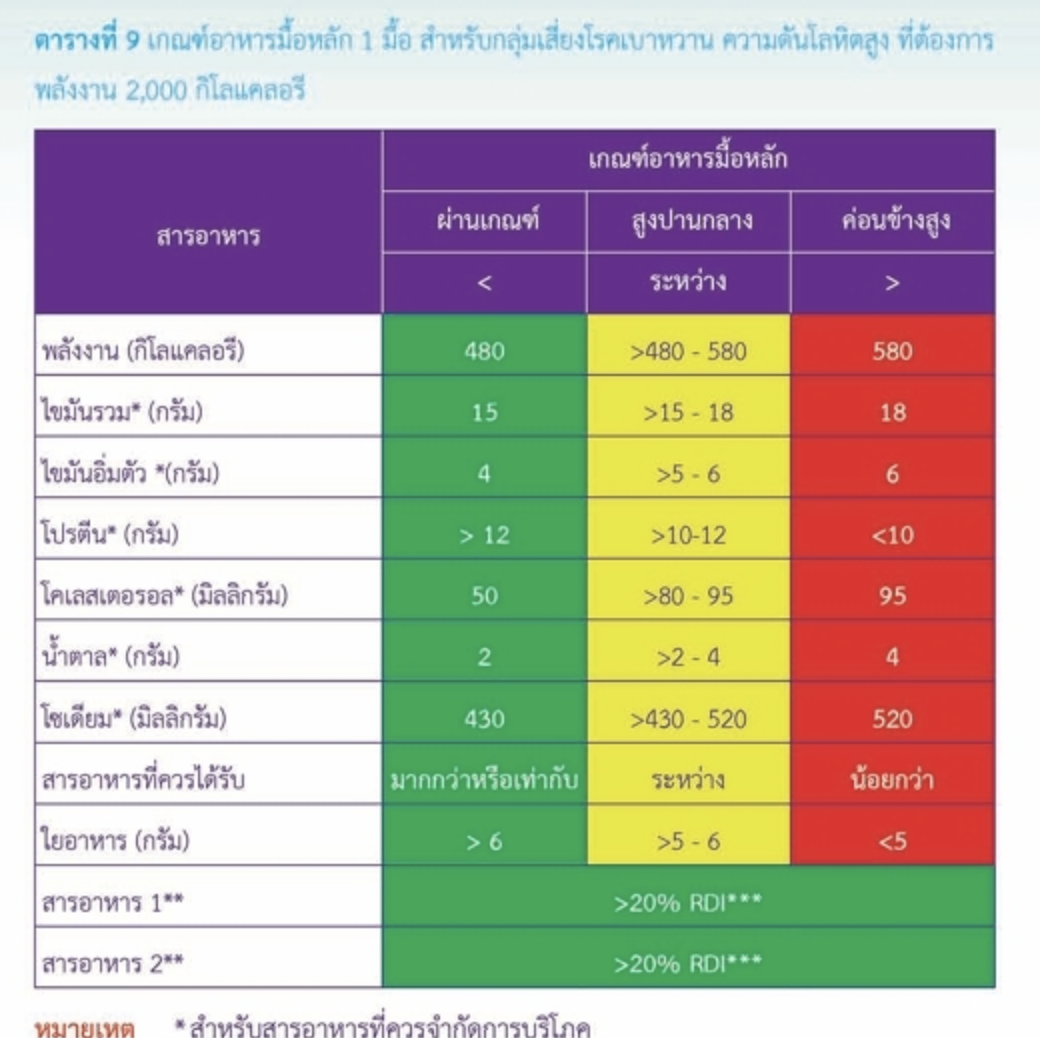 ตารางที่ 9 เกณฑ์อาหารมื้อหลัก 1 มื้อ สำหรับกลุ่มเสี่ยงโรคเบาหวาน ความดันโลหิตสูง ที่ต้องการ
พลังงาน 2,000 กิโลแคลอรี
สารอาหาร
เกณฑ์อาหารมื้อหลัก
ผ่านเกณฑ์ สูงปานกลาง ค่อนข้างสูง
< ระหว่าง >
พลังงาน (กิโลแคลอรี) 480 >480 - 580 580
ไขมันรวม* (กรัม) 15 >15 - 18 18
ไขมันอิ่มตัว *(กรัม) 4 >5 - 6 6
โปรตีน* (กรัม) > 12 >10-12 <10
โคเลสเตอรอล* (มิลลิกรัม) 50 >80 - 95 95
น้ำตาล* (กรัม) 2 >2 - 4 4
โซเดียม* (มิลลิกรัม) 430 >430 - 520 520
สารอาหารที่ควรได้รับ มากกว่าหรือเท่ากับ ระหว่าง น้อยกว่า
ใยอาหาร (กรัม) > 6 >5 - 6 <5
สารอาหาร 1** >20% RDI***
สารอาหาร 2** >20% RDI***
หมายเหตุ * สำหรับสารอาหารที่ควรจำกัดการบริโภค